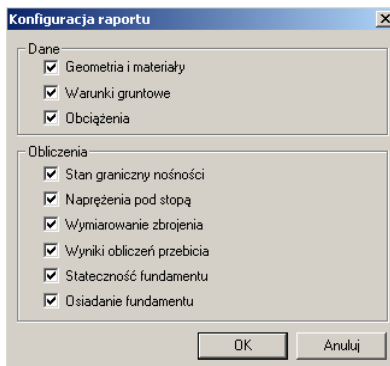 Konfiguracja raportu
Dane
Geometria i materiały
Warunki gruntowe
Obciążenia
Obliczenia
Stan graniczny nośności
Naprężenia pod stopą
Wymiarowanie zbrojenia
Wyniki obliczeń przebicia
Stateczność fundamentu
Osiadanie fundamentu
OK Anuluj